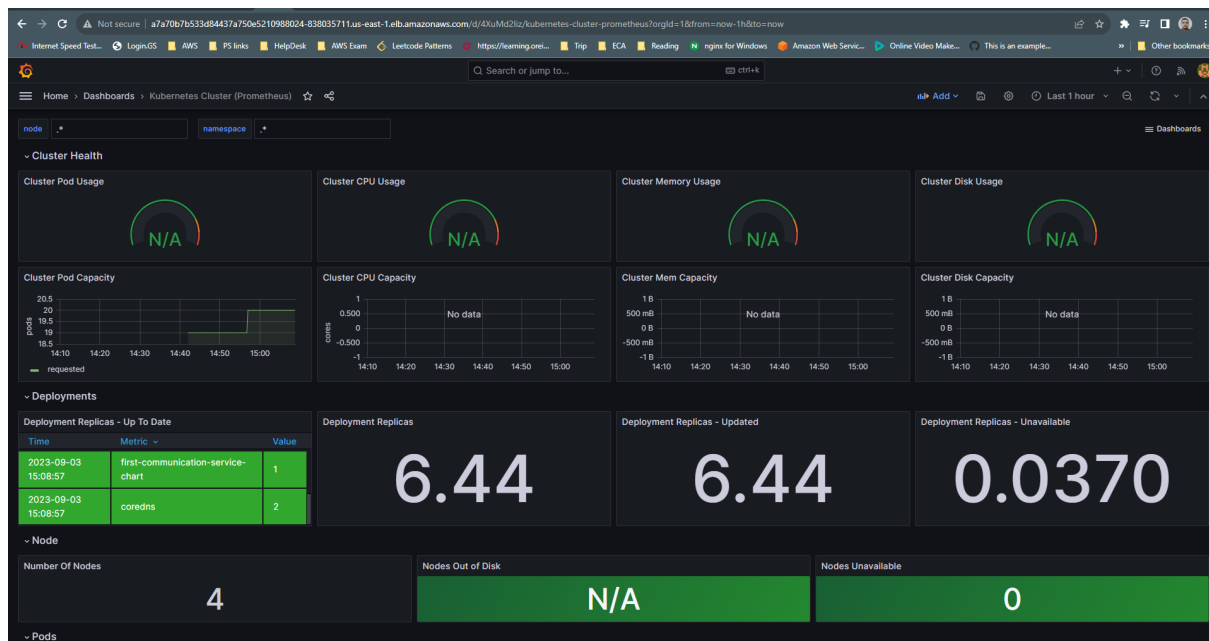 Not secure | a7a70b7b533d84437a750e5210988024-838035711.us-east-1.elb.amazonaws.com/d/4XuMd2Iiz/kubernetes-cluster-prometheus?orgId=1&from=now-1h&to=now
Internet Speed Test... Login.GS AWS PS links HelpDesk AWS Exam Leetcode Patterns https://learning.orei... Trip ECA Reading nginx for Windows Amazon Web Servic... Online Video Make... This is an example... » Other bookmarks
Search or jump to... ctrl+k
Home > Dashboards > Kubernetes Cluster (Prometheus) Add Last 1 hour
node .* namespace .* Dashboards
Cluster Health
Cluster Pod Usage Cluster CPU Usage Cluster Memory Usage Cluster Disk Usage
N/A N/A N/A N/A
Cluster Pod Capacity Cluster CPU Capacity Cluster Mem Capacity Cluster Disk Capacity
20.5 1 1 B 1 B
20 0.500 No data 500 mB No data 500 mB No data
19.5
pods 19 cores 0 0 B 0 B
18.5 -0.500 -500 mB -500 mB
-1 -1 B -1 B
14:10 14:20 14:30 14:40 14:50 15:00 14:10 14:20 14:30 14:40 14:50 15:00 14:10 14:20 14:30 14:40 14:50 15:00 14:10 14:20 14:30 14:40 14:50 15:00
requested
Deployments
Deployment Replicas - Up To Date Deployment Replicas Deployment Replicas - Updated Deployment Replicas - Unavailable
Time Metric Value
2023-09-03 15:08:57 first-communication-service-chart 1
2023-09-03 15:08:57 coredns 2
6.44 6.44 0.0370
Node
Number Of Nodes Nodes Out of Disk Nodes Unavailable
4 N/A 0
Pods